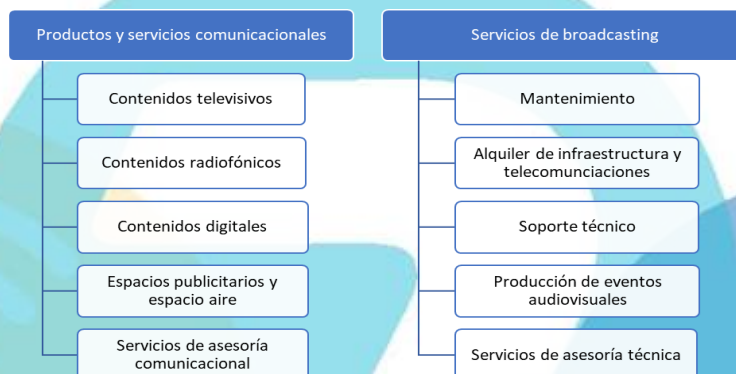 Productos y servicios comunicacionales
Contenidos televisivos
Contenidos radiofónicos
Contenidos digitales
Espacios publicitarios y
espacio aire
Servicios de asesoría
comunicacional
Servicios de broadcasting
Mantenimiento
Alquiler de infraestructura y
telecomunciaciones
Soporte técnico
Producción de eventos
audiovisuales
Servicios de asesoría técnica